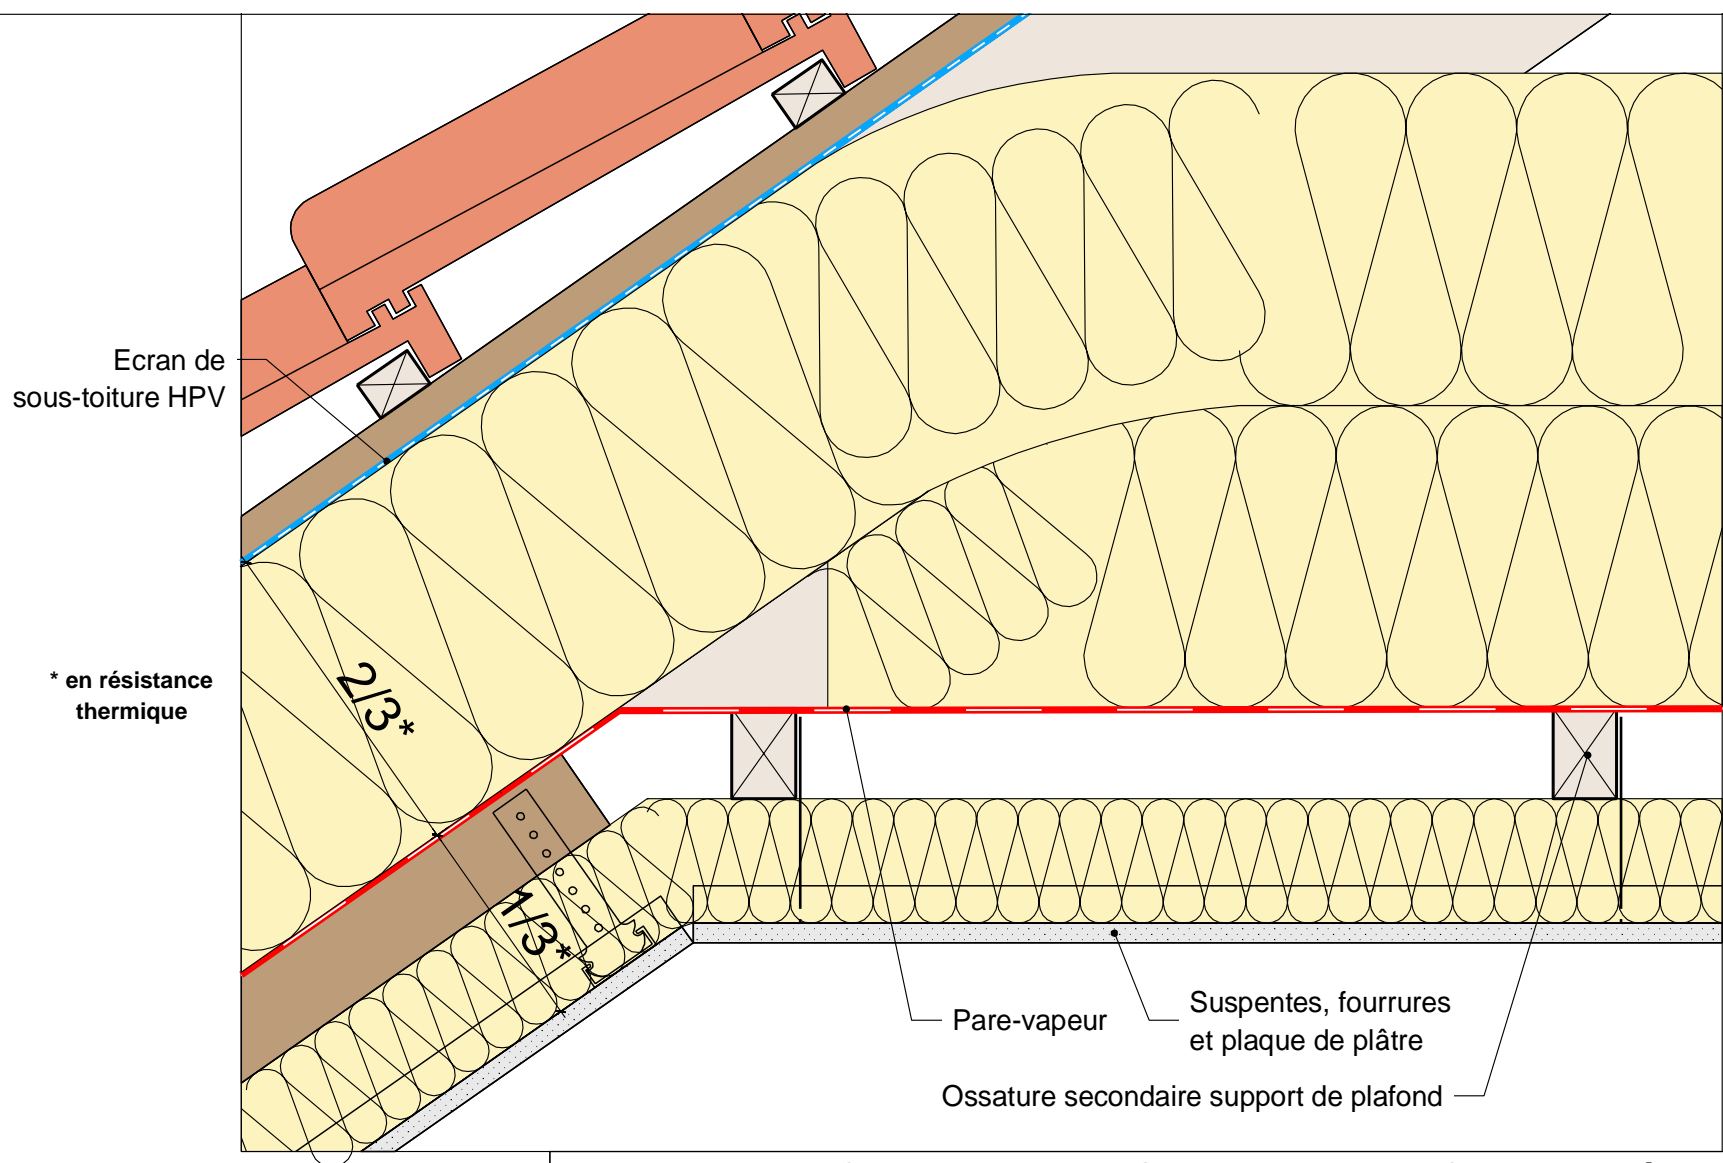 Ecran de
sous-toiture HPV
* en résistance
thermique
2/3*
1/3*
Pare-vapeur
Suspentes, fourrures
et plaque de plâtre
Ossature secondaire support de plafond